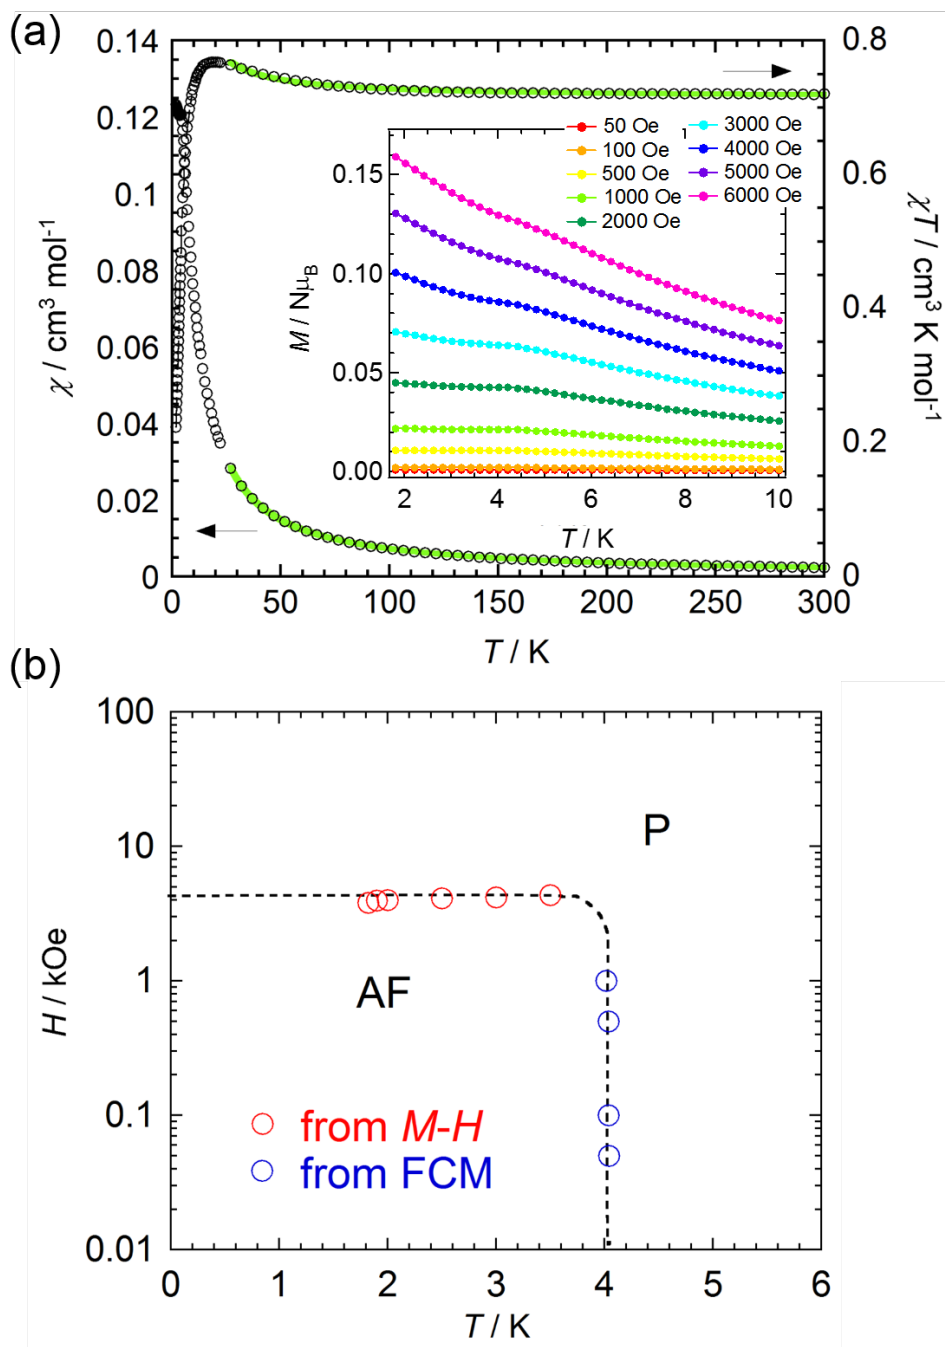 (a)
0.14
0.12
0.1
0.08
0.06
0.04
0.02
0
χ / cm³ mol⁻¹
0.8
0.6
0.4
0.2
0
χT / cm³ K mol⁻¹
50 Oe
100 Oe
500 Oe
1000 Oe
2000 Oe
3000 Oe
4000 Oe
5000 Oe
6000 Oe
0.15
0.10
0.05
0.00
M / NμB
2 4 6 8 10
T / K
0 50 100 150 200 250 300
T / K
(b)
100
10
1
0.1
0.01
H / kOe
P
AF
from M-H
from FCM
0 1 2 3 4 5 6
T / K